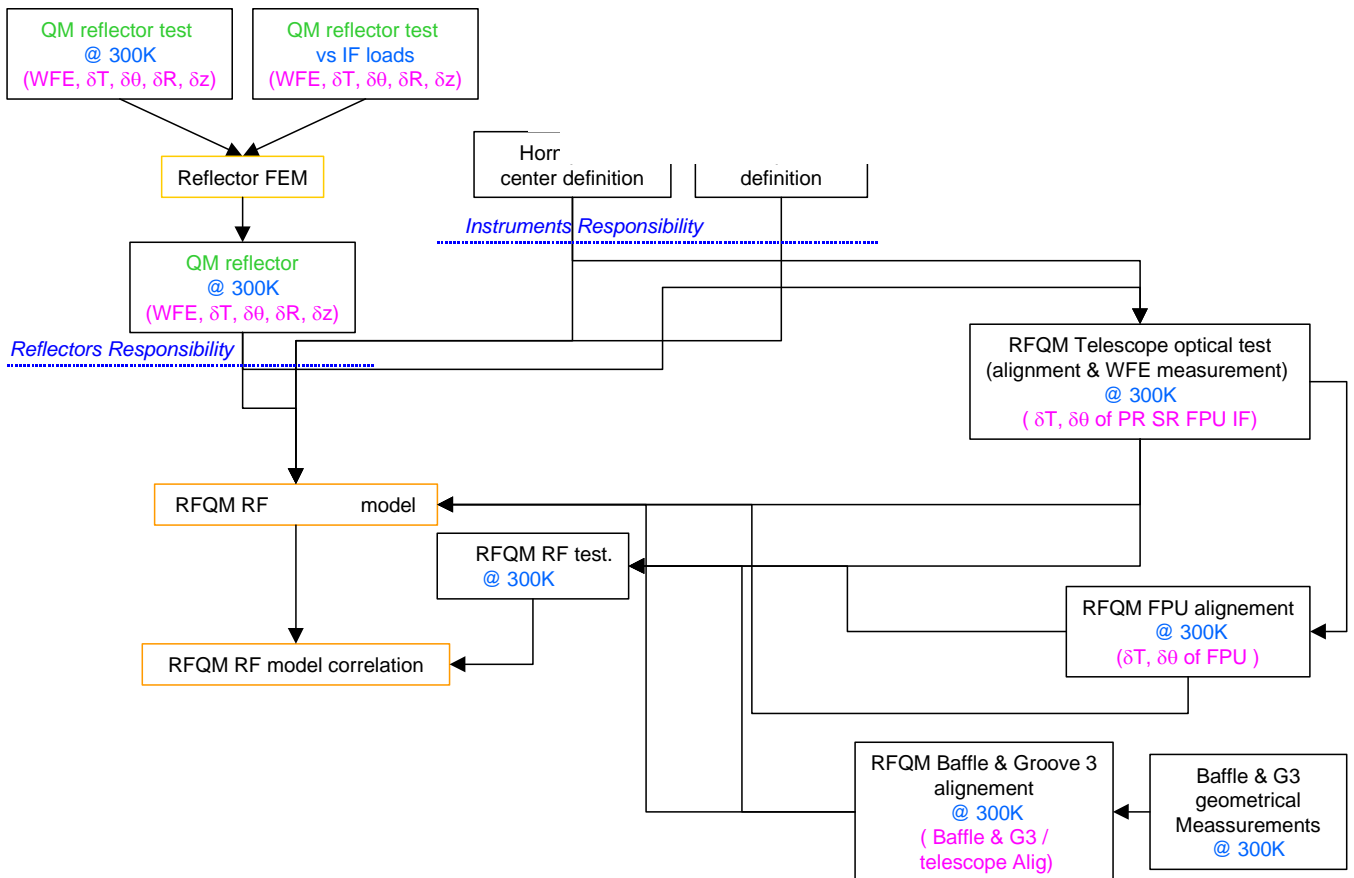 QM reflector test
@ 300K
(WFE, δT, δθ, δR, δz)
QM reflector test
vs IF loads
(WFE, δT, δθ, δR, δz)
Reflector FEM
center definition
definition
Instruments Responsibility
QM reflector
@ 300K
(WFE, δT, δθ, δR, δz)
Reflectors Responsibility
RFQM Telescope optical test
(alignment & WFE measurement)
@ 300K
( δT, δθ of PR SR FPU IF)
RFQM RF model
RFQM RF test.
@ 300K
RFQM FPU alignement
@ 300K
(δT, δθ of FPU )
RFQM RF model correlation
RFQM Baffle & Groove 3
alignement
@ 300K
( Baffle & G3 /
telescope Alig)
Baffle & G3
geometrical
Meassurements
@ 300K